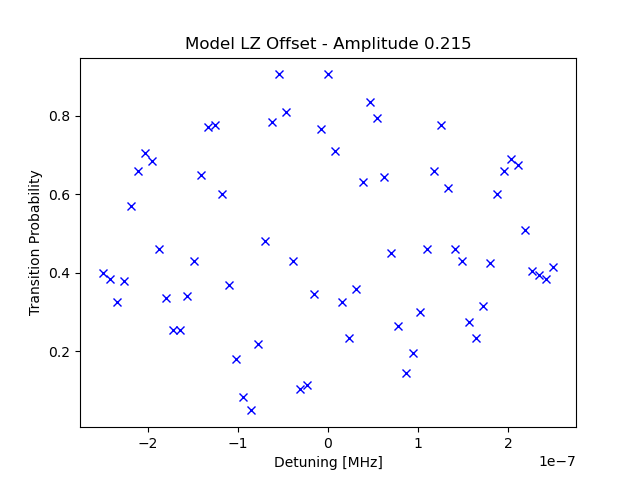 Model LZ Offset - Amplitude 0.215
Transition Probability
0.8
0.6
0.4
0.2
−2
−1
0
1
2
1e−7
Detuning [MHz]